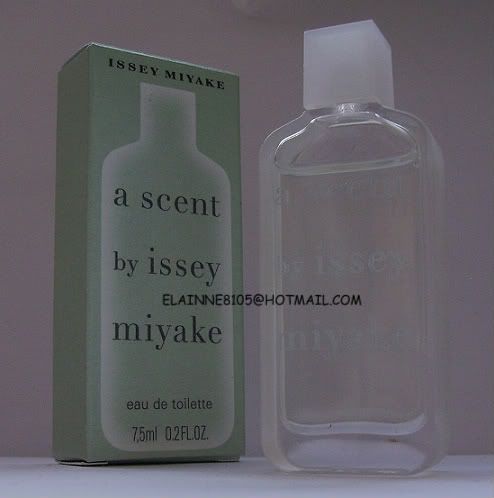 ISSEY MIYAKE
a scent
by issey
miyake
eau de toilette
7,5ml 0.2FL.OZ.
a scent
by issey
miyake
ELAINNE8105@HOTMAIL.COM